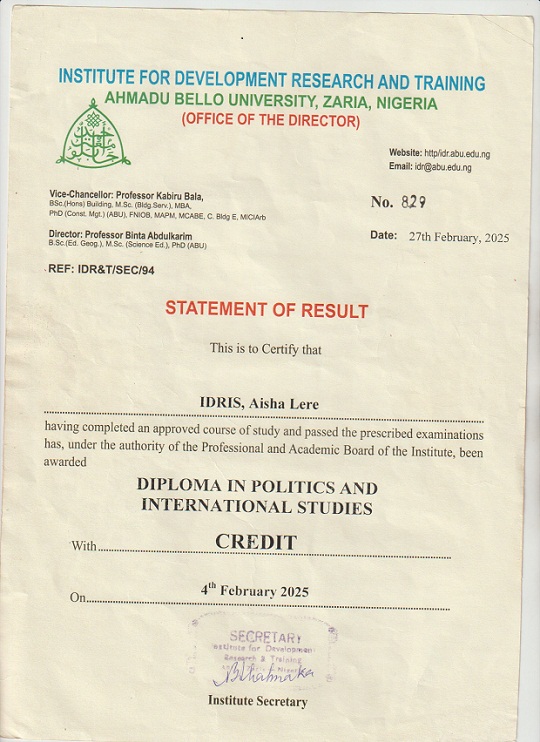 INSTITUTE FOR DEVELOPMENT RESEARCH AND TRAINING
AHMADU BELLO UNIVERSITY, ZARIA, NIGERIA
(OFFICE OF THE DIRECTOR)
Website: http/idr.abu.edu.ng
Email: idr@abu.edu.ng
Vice-Chancellor: Professor Kabiru Bala,
BSc.(Hons) Building, M.Sc. (Bldg.Serv.), MBA,
PhD (Const. Mgt.) (ABU), FNIOB, MAPM, MCABE, C. Bldg E, MCIArb
No. 829
Director: Professor Binta Abdulkarim
B.Sc.(Ed. Geog.), M.Sc. (Science Ed.), PhD (ABU)
Date: 27th February, 2025
REF: IDR&T/SEC/94
STATEMENT OF RESULT
This is to Certify that
IDRIS, Aisha Lere
having completed an approved course of study and passed the prescribed examinations
has, under the authority of the Professional and Academic Board of the Institute, been
awarded
DIPLOMA IN POLITICS AND
INTERNATIONAL STUDIES
With CREDIT
On 4th February 2025
SECRETARY
Institute for Development
Research & Training
Institute Secretary